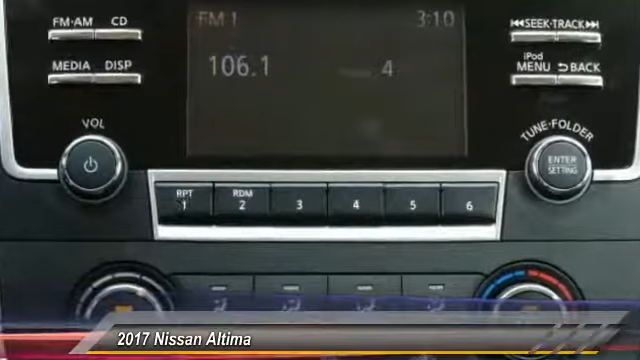 FM·AM CD
FM 1 3:10
SEEK·TRACK
MEDIA DISP
106.1 4
iPod
MENU BACK
VOL
TUNE·FOLDER
ENTER
SETTING
RPT RDM
1 2 3 4 5 6
2017 Nissan Altima